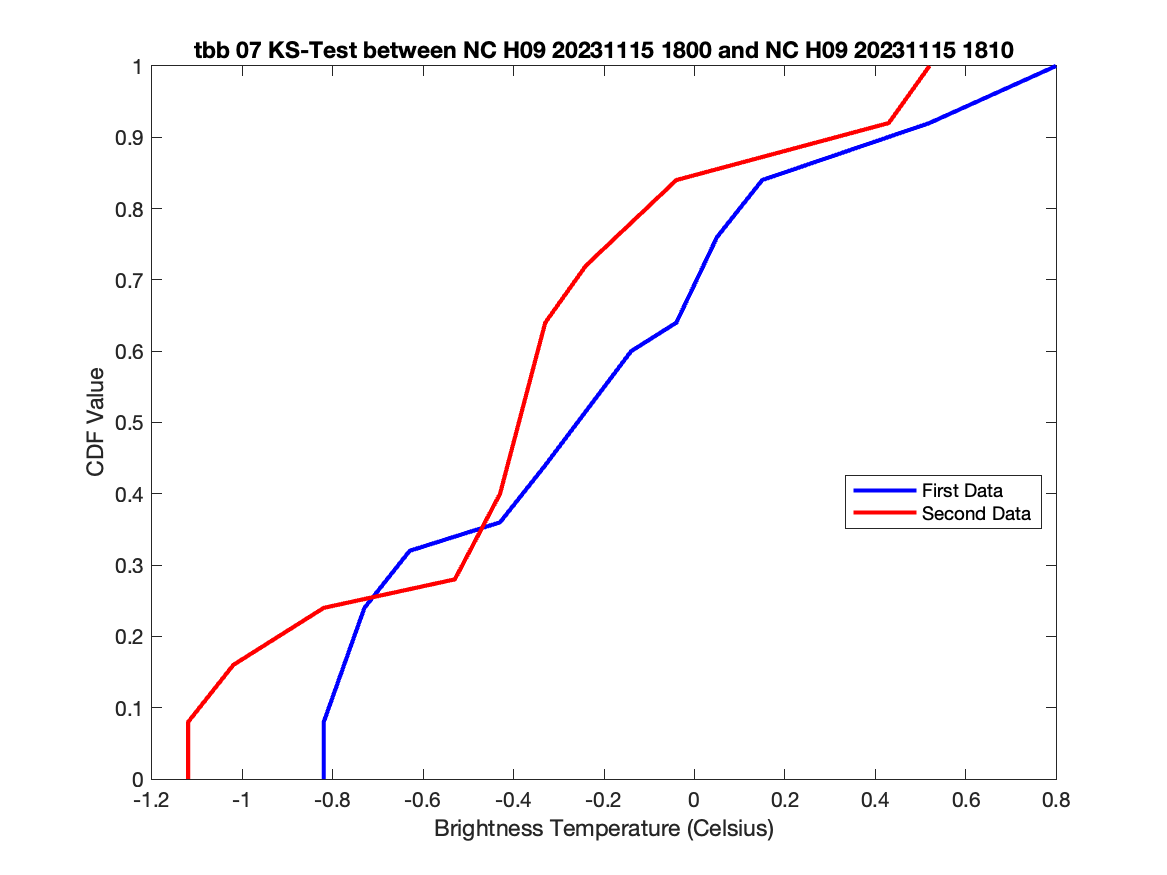 tbb 07 KS-Test between NC H09 20231115 1800 and NC H09 20231115 1810
1
0.9
0.8
0.7
0.6
0.5
0.4
0.3
0.2
0.1
0
CDF Value
First Data
Second Data
-1.2 -1 -0.8 -0.6 -0.4 -0.2 0 0.2 0.4 0.6 0.8
Brightness Temperature (Celsius)